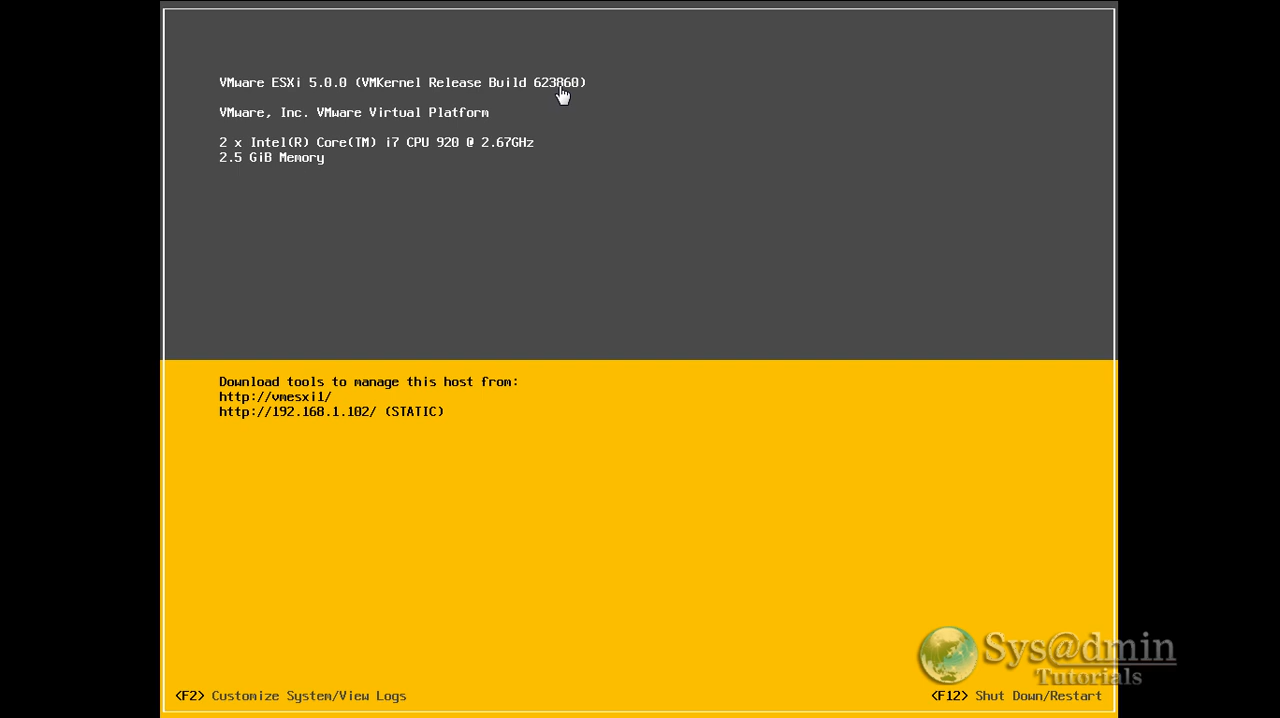 VMware ESXi 5.0.0 (VMKernel Release Build 623860)
VMware, Inc. VMware Virtual Platform
2 x Intel(R) Core(TM) i7 CPU 920 @ 2.67GHz
2.5 GiB Memory
Download tools to manage this host from:
http://vmesxi1/
http://192.168.1.102/ (STATIC)
Sys@dmin
Tutorials
<F2> Customize System/View Logs
<F12> Shut Down/Restart